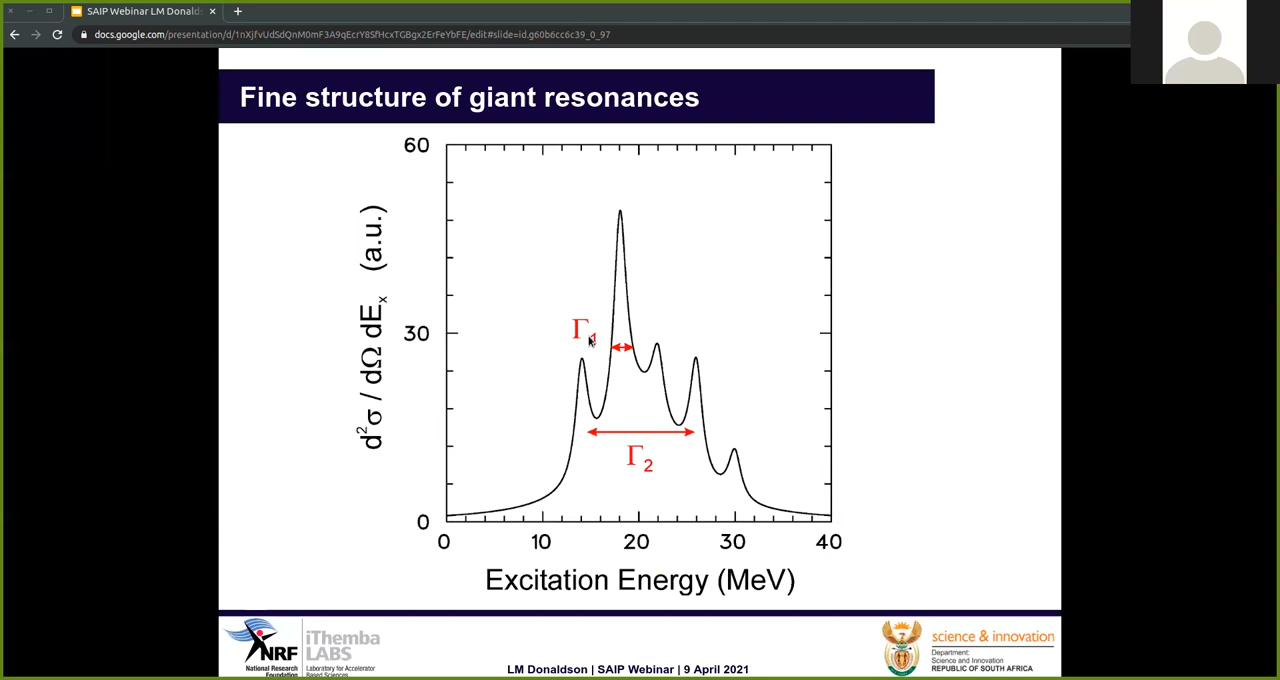 SAIP Webinar LM Donalds
docs.google.com/presentation/d/1nXjfvUdSdQnM0mF3A9qEcrY8SfHcxTGBgx2ErFeYbFE/edit#slide=id.g60b6cc6c39_0_97
Fine structure of giant resonances
60
30
0
d²σ / dΩ dEₓ (a.u.)
Γ₁
Γ₂
0 10 20 30 40
Excitation Energy (MeV)
NRF
National Research
Foundation
iThemba
LABS
Laboratory for Accelerator
Based Sciences
LM Donaldson | SAIP Webinar | 9 April 2021
science & innovation
Department:
Science and Innovation
REPUBLIC OF SOUTH AFRICA